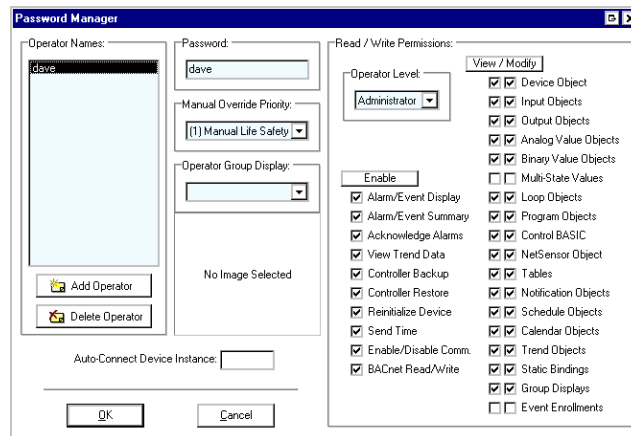 Password Manager
Operator Names:
dave
Add Operator
Delete Operator
Password:
dave
Manual Override Priority:
(1) Manual Life Safety
Operator Group Display:
No Image Selected
Auto-Connect Device Instance:
OK
Cancel
Read / Write Permissions:
Operator Level:
Administrator
Enable
Alarm/Event Display
Alarm/Event Summary
Acknowledge Alarms
View Trend Data
Controller Backup
Controller Restore
Reinitialize Device
Send Time
Enable/Disable Comm.
BACnet Read/Write
View / Modify
Device Object
Input Objects
Output Objects
Analog Value Objects
Binary Value Objects
Multi-State Values
Loop Objects
Program Objects
Control BASIC
NetSensor Object
Tables
Notification Objects
Schedule Objects
Calendar Objects
Trend Objects
Static Bindings
Group Displays
Event Enrollments